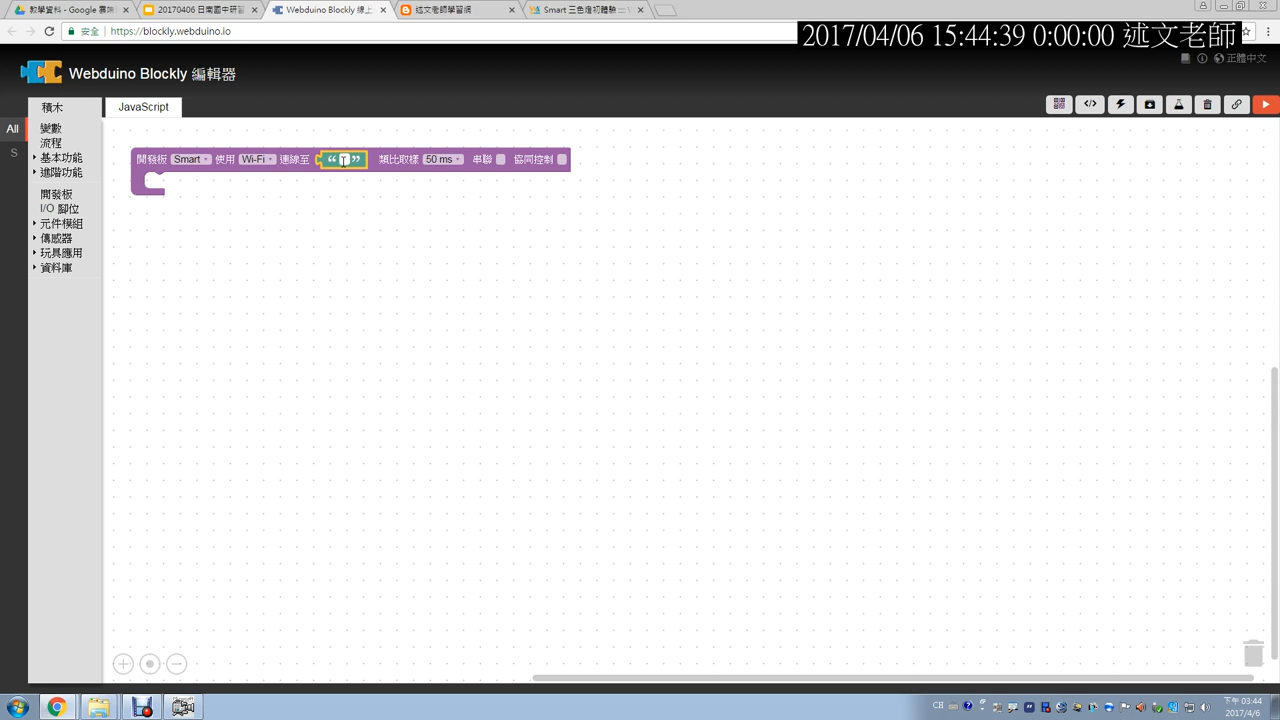 教學資料 - Google 雲端
20170406 日南國中研習
Webduino Blockly 線上
述文老師學習網
Smart 三色燈初體驗 :: W
安全
https://blockly.webduino.io
2017/04/06 15:44:39 0:00:00 述文老師
Webduino Blockly 編輯器
正體中文
積木
JavaScript
All
S
變數
流程
基本功能
進階功能
開發板
I/O 腳位
元件模組
傳感器
玩具應用
資料庫
開發板 Smart 使用 Wi-Fi 連線至 “ ” 類比取樣 50 ms 串聯 協同控制
CH
下午 03:44
2017/4/6